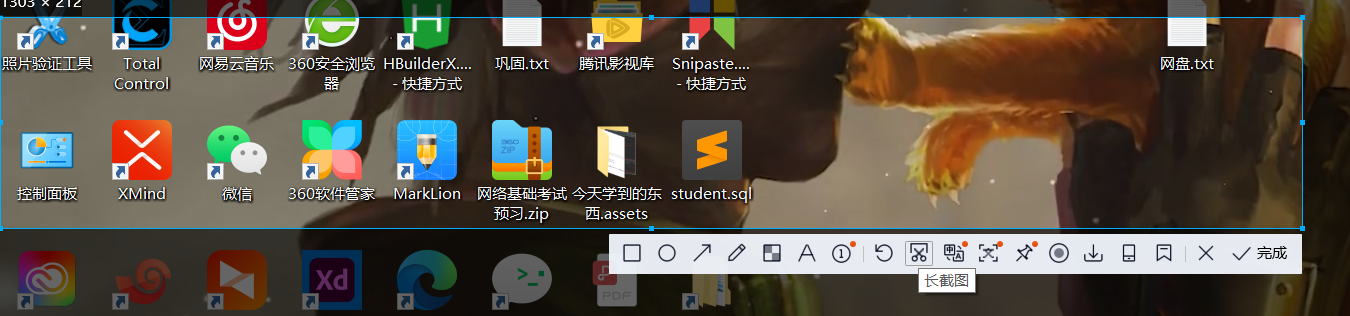 1303 × 212
照片验证工具
Total
Control
网易云音乐
360安全浏览
器
HBuilderX....
- 快捷方式
巩固.txt
腾讯影视库
Snipaste....
- 快捷方式
网盘.txt
控制面板
XMind
微信
360软件管家
MarkLion
360
ZIP
网络基础考试
预习.zip
今天学到的东
西.assets
student.sql
完成
长截图
Xd
PDF